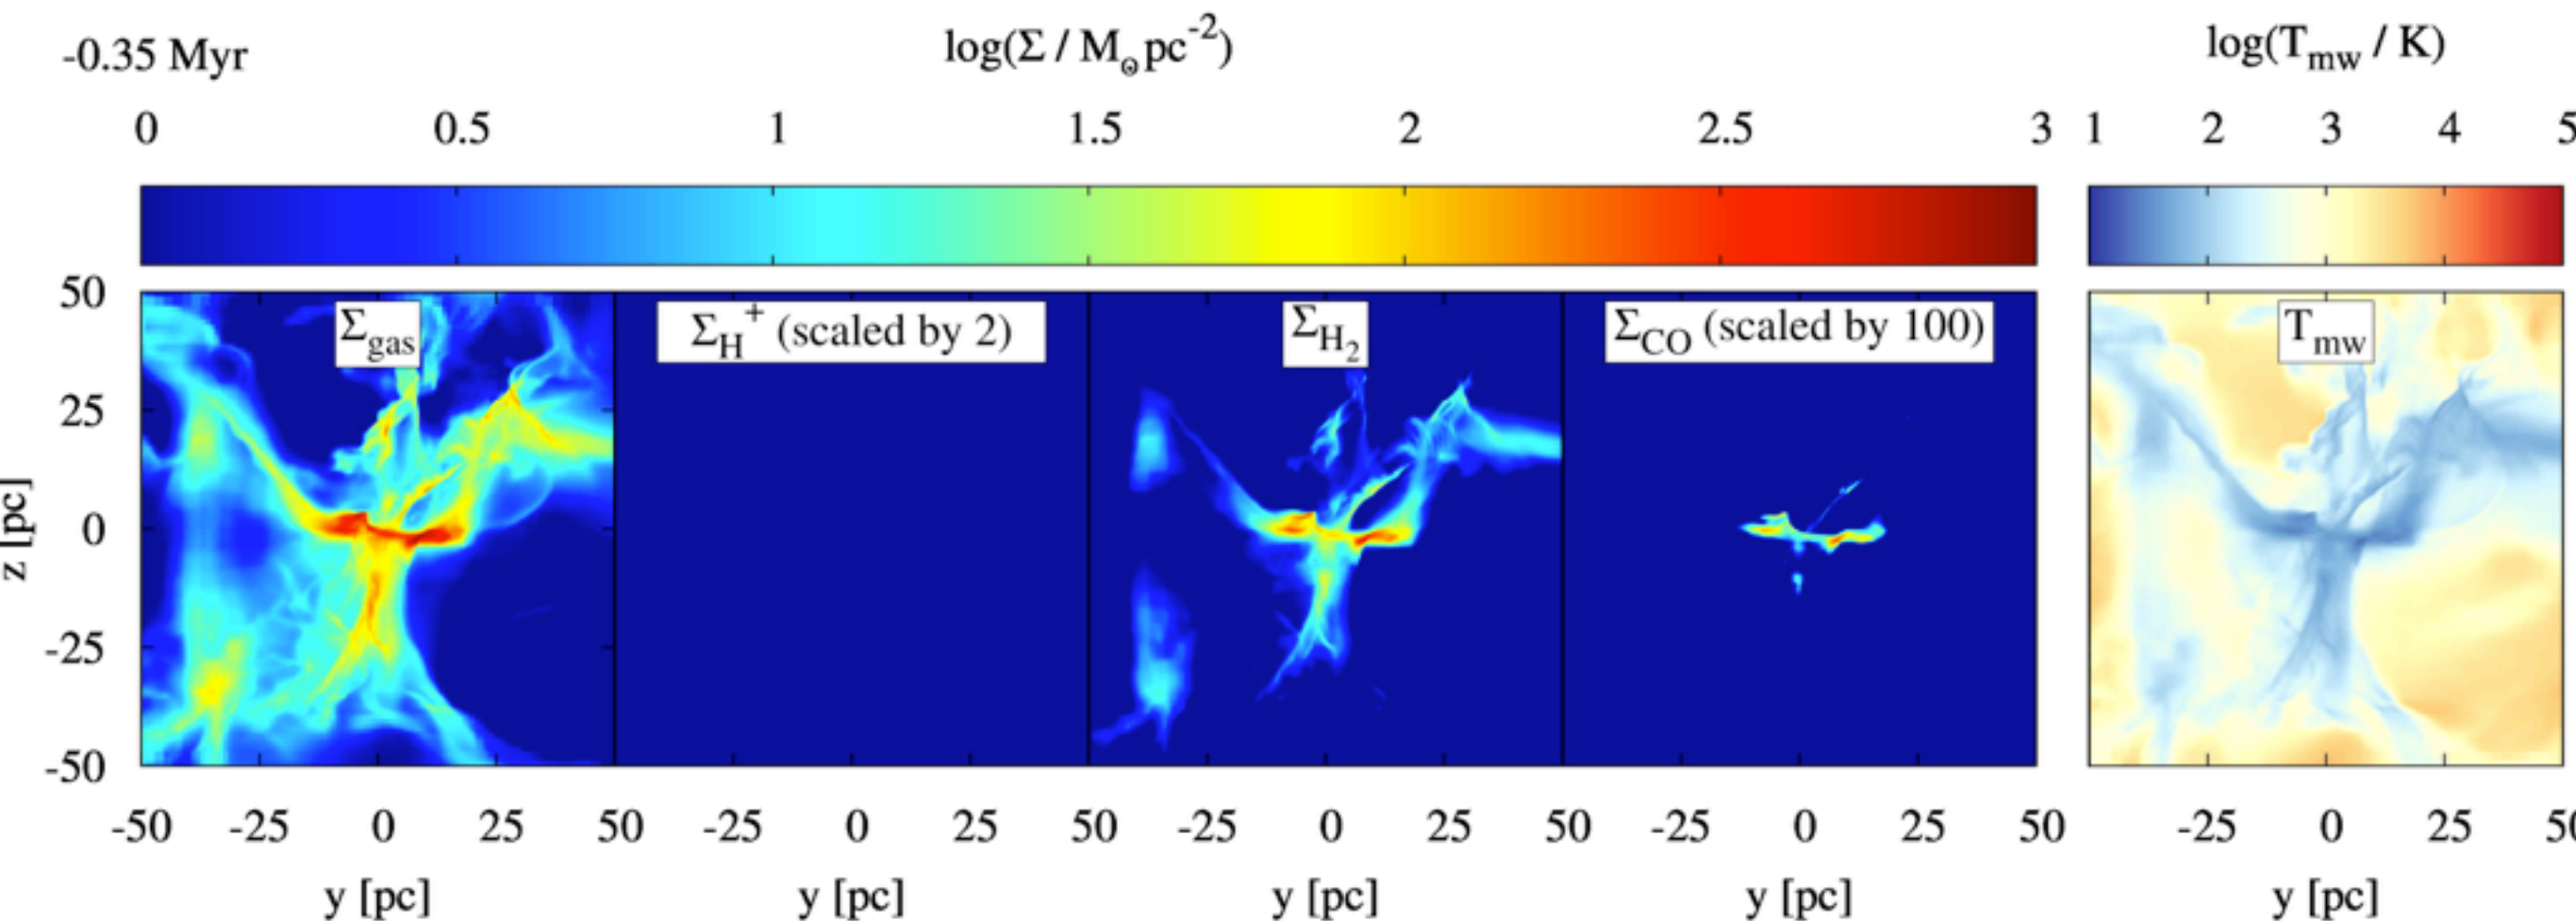 -0.35 Myr log(Σ / M⊙pc⁻²) log(Tmw / K)
0 0.5 1 1.5 2 2.5 3 1 2 3 4 5
50 Σgas ΣH⁺ (scaled by 2) ΣH₂ ΣCO (scaled by 100) Tmw
25
0
-25
-50
z [pc]
-50 -25 0 25 50 -25 0 25 50 -25 0 25 50 -25 0 25 50 -25 0 25 50
y [pc] y [pc] y [pc] y [pc] y [pc]